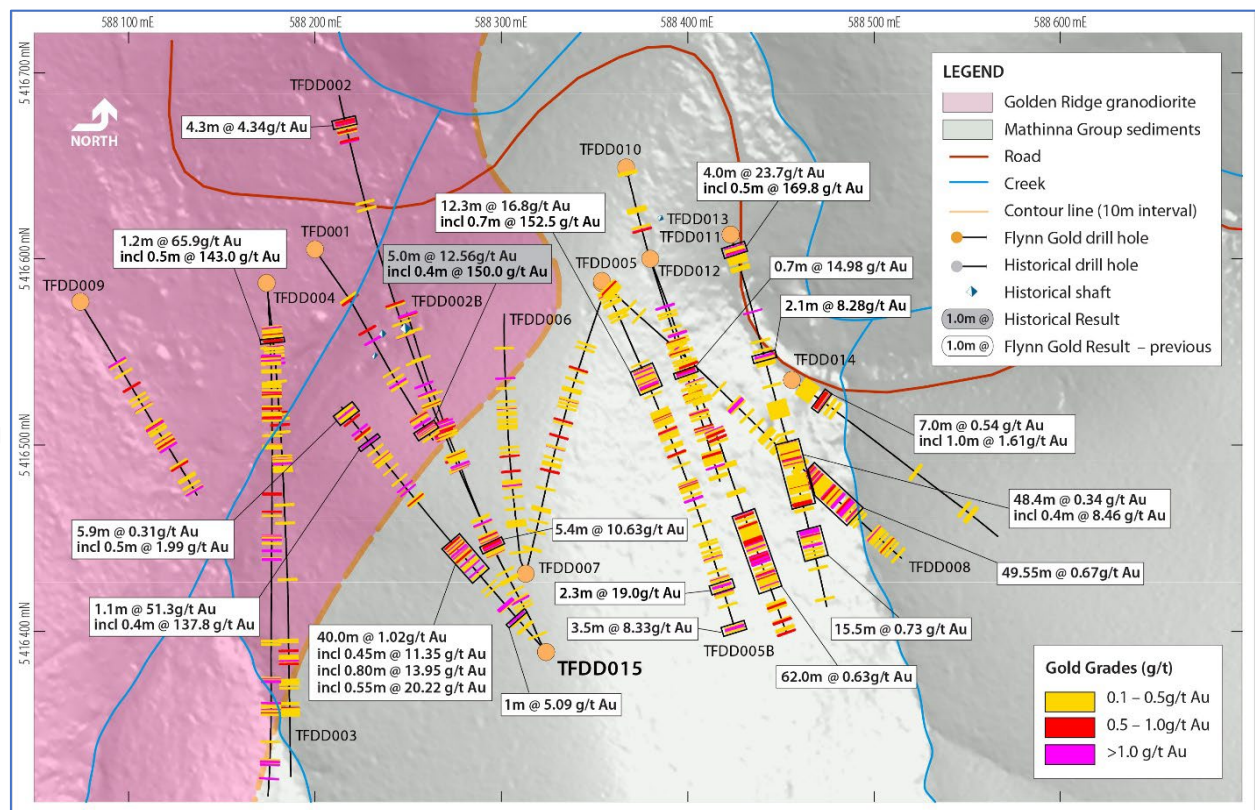 588 100 mE
588 200 mE
588 300 mE
588 400 mE
588 500 mE
588 600 mE
5 416 700 mN
5 416 600 mN
5 416 500 mN
5 416 400 mN
NORTH
TFDD002
4.3m @ 4.34g/t Au
TFDD010
4.0m @ 23.7g/t Au
incl 0.5m @ 169.8 g/t Au
12.3m @ 16.8g/t Au
incl 0.7m @ 152.5 g/t Au
TFDD013
TFDD011
TFD001
1.2m @ 65.9g/t Au
incl 0.5m @ 143.0 g/t Au
5.0m @ 12.56g/t Au
incl 0.4m @ 150.0 g/t Au
TFDD005
TFDD012
0.7m @ 14.98 g/t Au
TFDD009
TFDD004
TFDD002B
TFDD006
2.1m @ 8.28g/t Au
TFDD014
7.0m @ 0.54 g/t Au
incl 1.0m @ 1.61g/t Au
48.4m @ 0.34 g/t Au
incl 0.4m @ 8.46 g/t Au
5.9m @ 0.31g/t Au
incl 0.5m @ 1.99 g/t Au
5.4m @ 10.63g/t Au
TFDD007
TFDD008
49.55m @ 0.67g/t Au
2.3m @ 19.0g/t Au
1.1m @ 51.3g/t Au
incl 0.4m @ 137.8 g/t Au
3.5m @ 8.33g/t Au
15.5m @ 0.73 g/t Au
TFDD005B
40.0m @ 1.02g/t Au
incl 0.45m @ 11.35 g/t Au
incl 0.80m @ 13.95 g/t Au
incl 0.55m @ 20.22 g/t Au
TFDD015
62.0m @ 0.63g/t Au
1m @ 5.09 g/t Au
TFDD003
LEGEND
Golden Ridge granodiorite
Mathinna Group sediments
Road
Creek
Contour line (10m interval)
Flynn Gold drill hole
Historical drill hole
Historical shaft
1.0m @ Historical Result
1.0m @ Flynn Gold Result – previous
Gold Grades (g/t)
0.1 – 0.5g/t Au
0.5 – 1.0g/t Au
>1.0 g/t Au